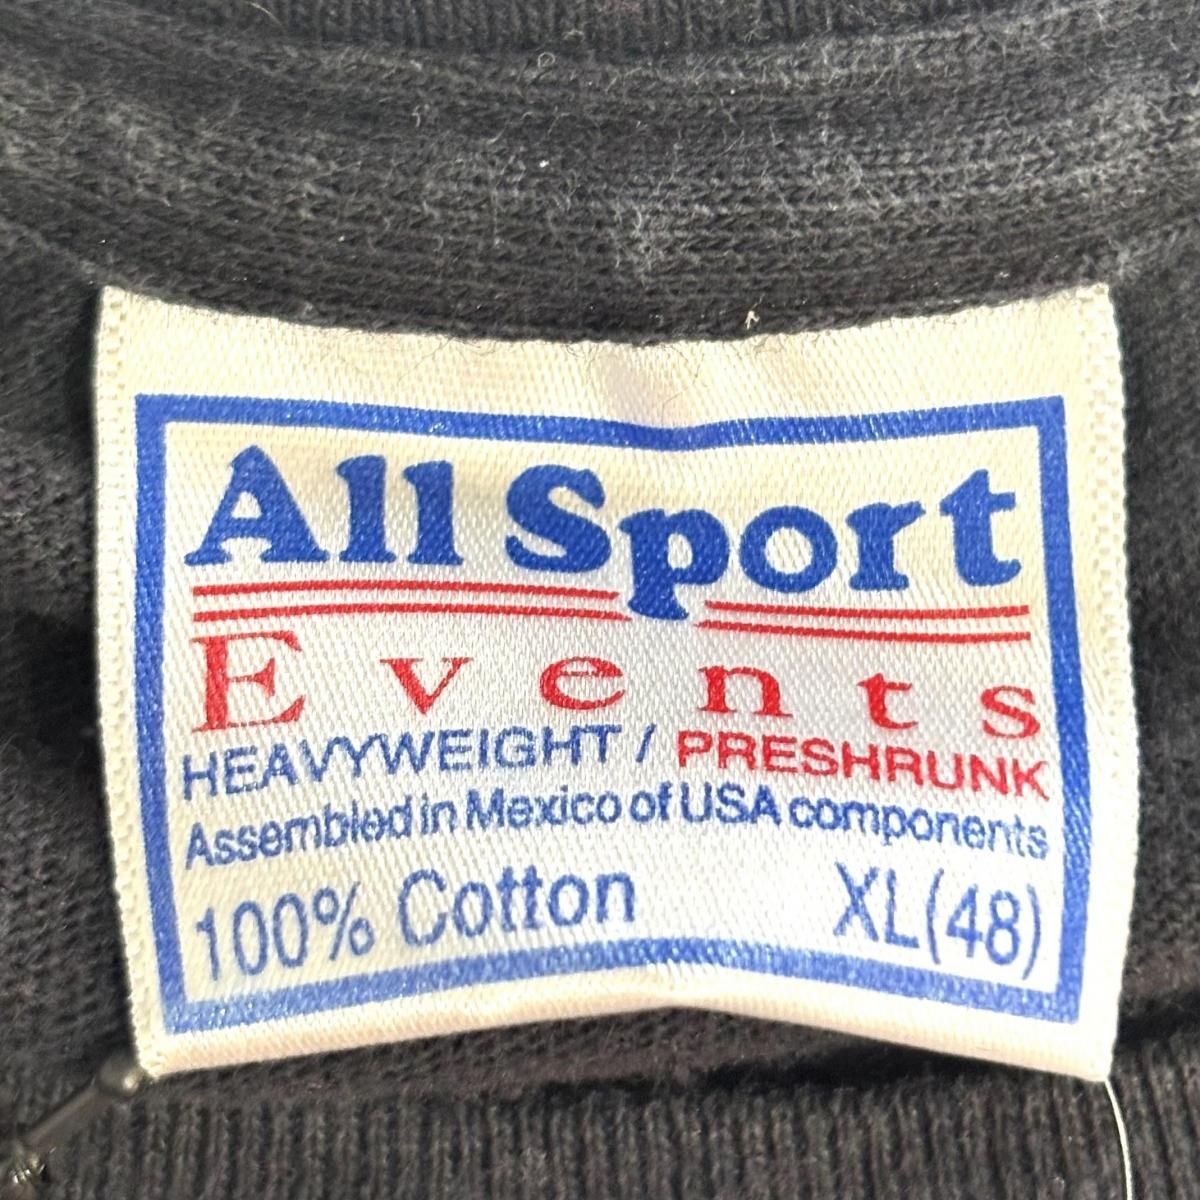 All Sport
Events
HEAVYWEIGHT / PRESHRUNK
Assembled in Mexico of USA components
100% Cotton XL(48)